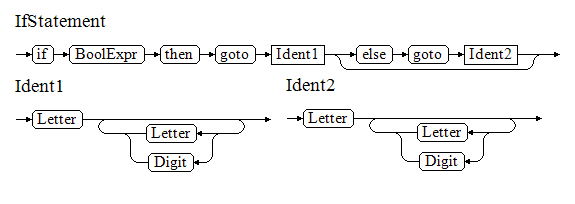 IfStatement
if BoolExpr then goto Ident1 else goto Ident2
Ident1
Letter Letter Digit
Ident2
Letter Letter Digit